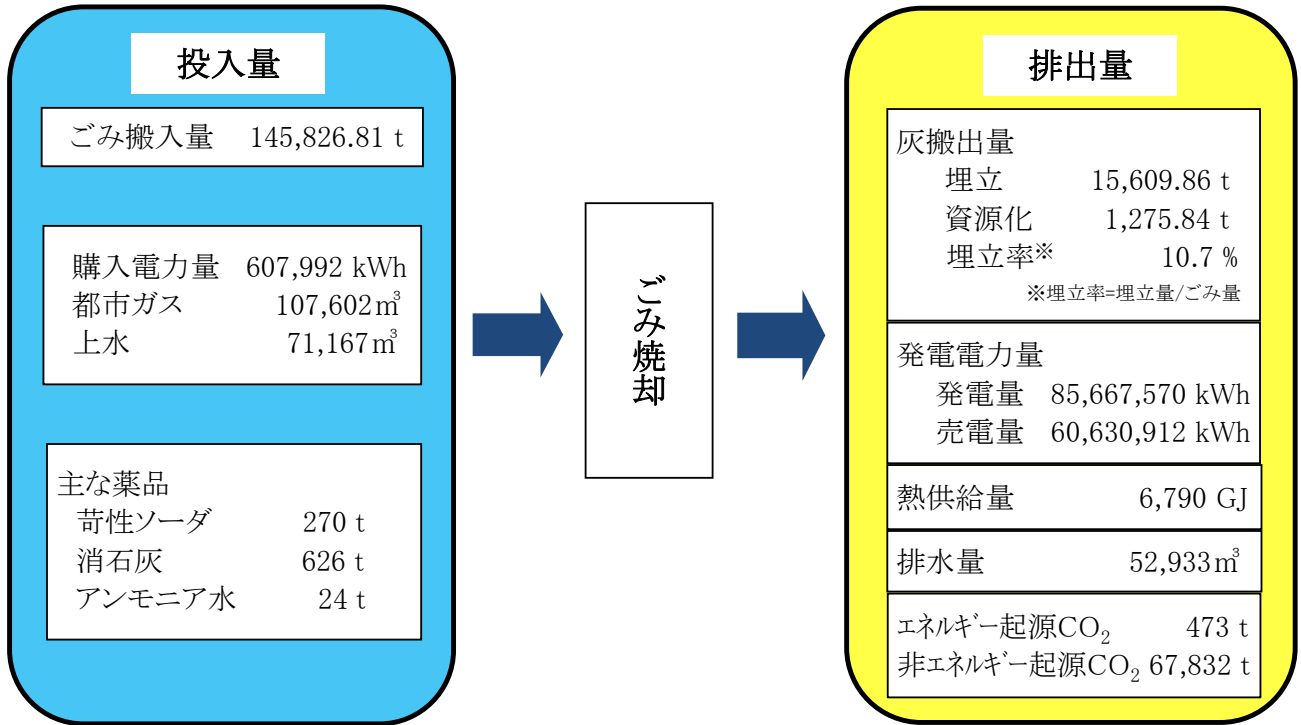 投入量
ごみ搬入量 145,826.81 t
購入電力量 607,992 kWh
都市ガス 107,602㎥
上水 71,167㎥
主な薬品
苛性ソーダ 270 t
消石灰 626 t
アンモニア水 24 t
ごみ焼却
排出量
灰搬出量
埋立 15,609.86 t
資源化 1,275.84 t
埋立率※ 10.7 %
※埋立率=埋立量/ごみ量
発電電力量
発電量 85,667,570 kWh
売電量 60,630,912 kWh
熱供給量 6,790 GJ
排水量 52,933㎥
エネルギー起源CO₂ 473 t
非エネルギー起源CO₂ 67,832 t